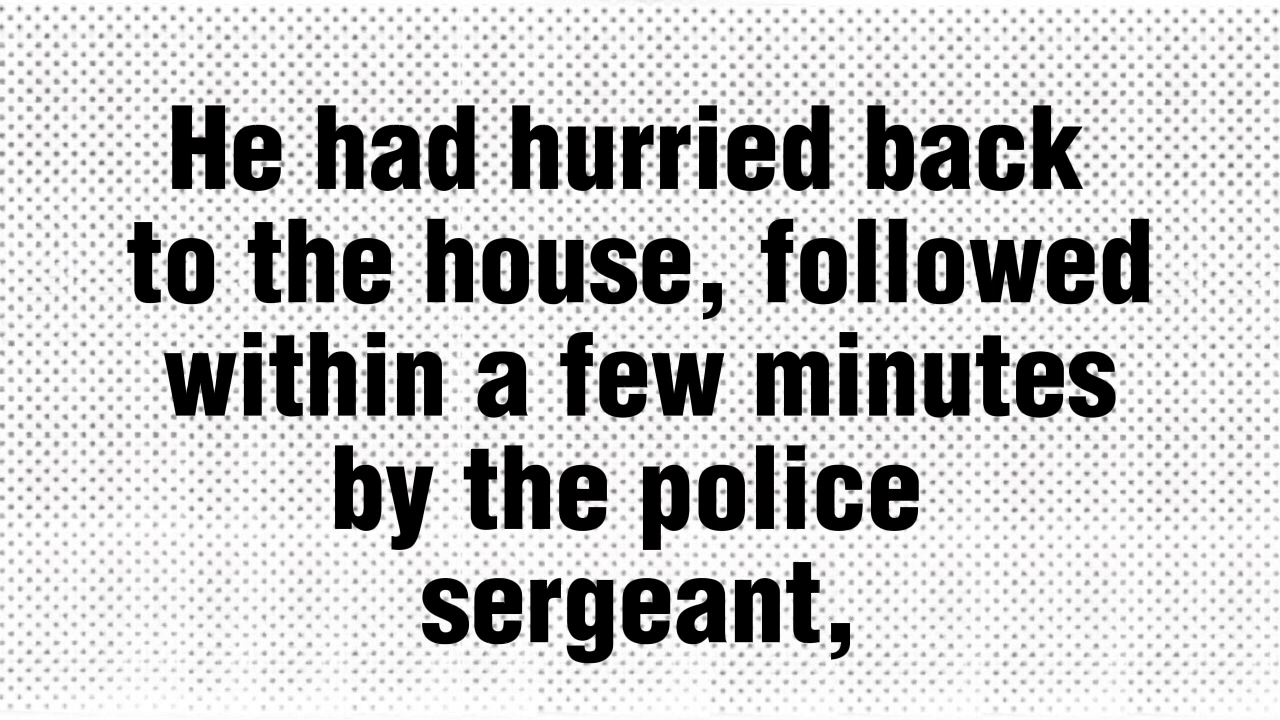 He had hurried back
to the house, followed
within a few minutes
by the police
sergeant,